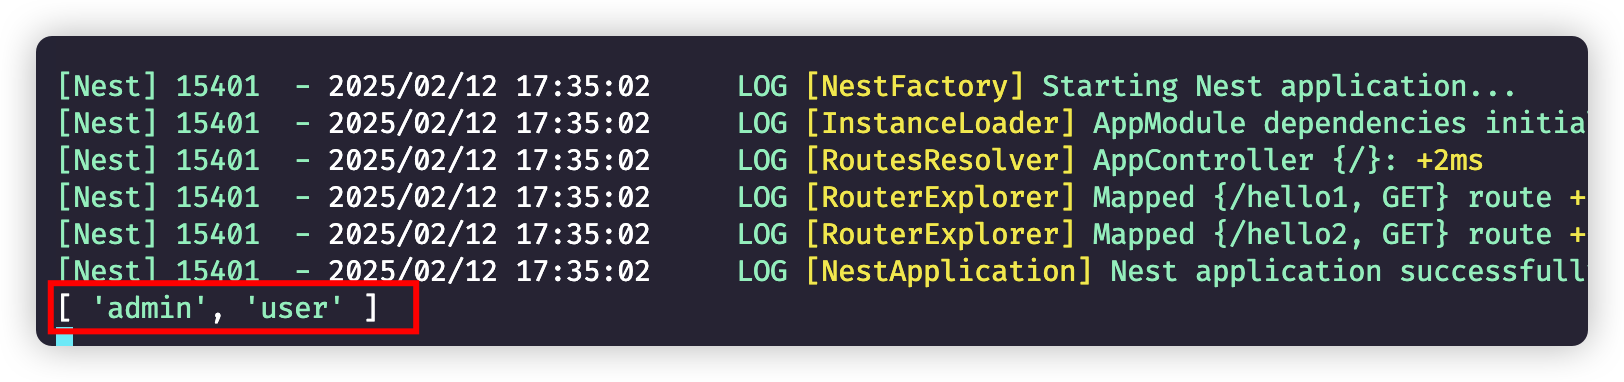 [Nest] 15401  - 2025/02/12 17:35:02     LOG [NestFactory] Starting Nest application...
[Nest] 15401  - 2025/02/12 17:35:02     LOG [InstanceLoader] AppModule dependencies initia
[Nest] 15401  - 2025/02/12 17:35:02     LOG [RoutesResolver] AppController {/}: +2ms
[Nest] 15401  - 2025/02/12 17:35:02     LOG [RouterExplorer] Mapped {/hello1, GET} route +
[Nest] 15401  - 2025/02/12 17:35:02     LOG [RouterExplorer] Mapped {/hello2, GET} route +
[Nest] 15401  - 2025/02/12 17:35:02     LOG [NestApplication] Nest application successfull
[ 'admin', 'user' ]